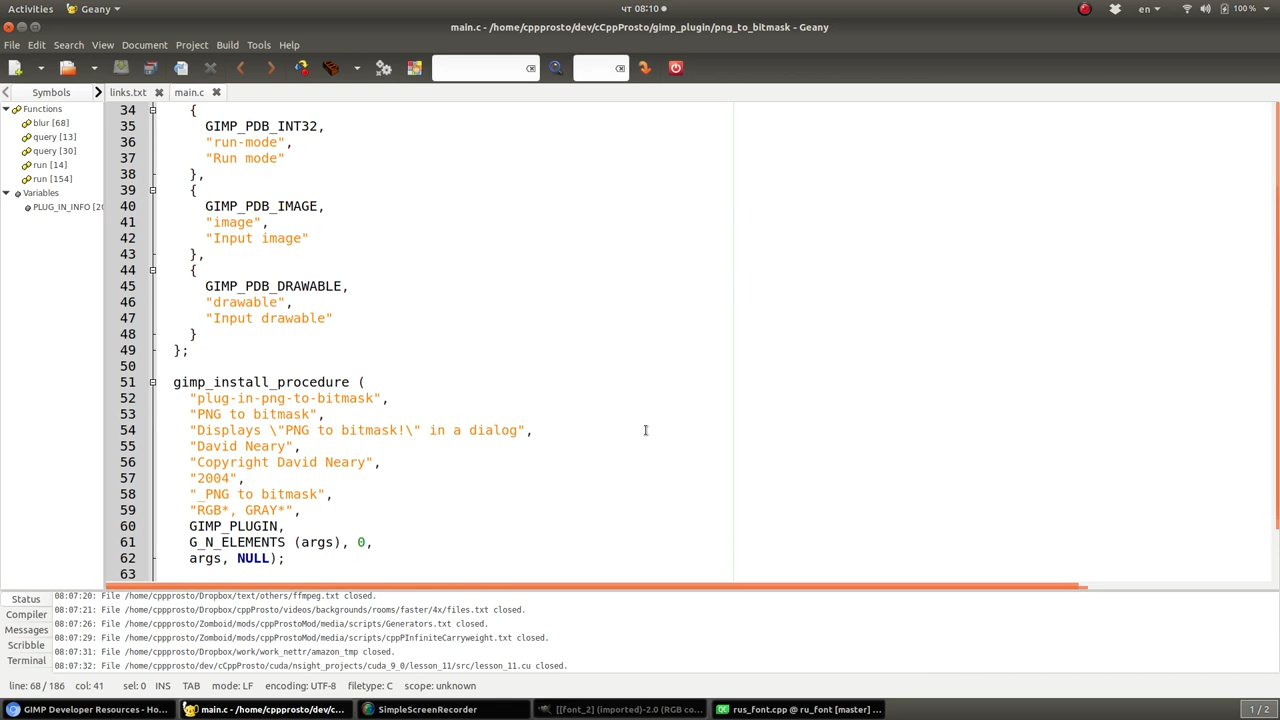 Activities
Geany
чт 08:10
en
100 %
main.c - /home/cppprosto/dev/cCppProsto/gimp_plugin/png_to_bitmask - Geany
File Edit Search View Document Project Build Tools Help
Symbols
links.txt
main.c
Functions
blur [68]
query [13]
query [30]
run [14]
run [154]
Variables
PLUG_IN_INFO [20
34 {
35 GIMP_PDB_INT32,
36 "run-mode",
37 "Run mode"
38 },
39 {
40 GIMP_PDB_IMAGE,
41 "image",
42 "Input image"
43 },
44 {
45 GIMP_PDB_DRAWABLE,
46 "drawable",
47 "Input drawable"
48 }
49 };
50
51 gimp_install_procedure (
52 "plug-in-png-to-bitmask",
53 "PNG to bitmask",
54 "Displays \"PNG to bitmask!\" in a dialog",
55 "David Neary",
56 "Copyright David Neary",
57 "2004",
58 "_PNG to bitmask",
59 "RGB*, GRAY*",
60 GIMP_PLUGIN,
61 G_N_ELEMENTS (args), 0,
62 args, NULL);
63
Status
Compiler
Messages
Scribble
Terminal
08:07:20: File /home/cppprosto/Dropbox/text/others/ffmpeg.txt closed.
08:07:21: File /home/cppprosto/Dropbox/cppProsto/videos/backgrounds/rooms/faster/4x/files.txt closed.
08:07:26: File /home/cppprosto/Zomboid/mods/cppProstoMod/media/scripts/Generators.txt closed.
08:07:29: File /home/cppprosto/Zomboid/mods/cppProstoMod/media/scripts/cppPInfiniteCarryweight.txt closed.
08:07:31: File /home/cppprosto/Dropbox/work/work_nettr/amazon_tmp closed.
08:07:32: File /home/cppprosto/dev/cCppProsto/cuda/nsight_projects/cuda_9_0/lesson_11/src/lesson_11.cu closed.
line: 68 / 186 col: 41 sel: 0 INS TAB mode: LF encoding: UTF-8 filetype: C scope: unknown
GIMP Developer Resources - Ho...
main.c - /home/cppprosto/dev/c...
SimpleScreenRecorder
[[font_2] (imported)-2.0 (RGB co...
rus_font.cpp @ ru_font [master] ...
1 / 2